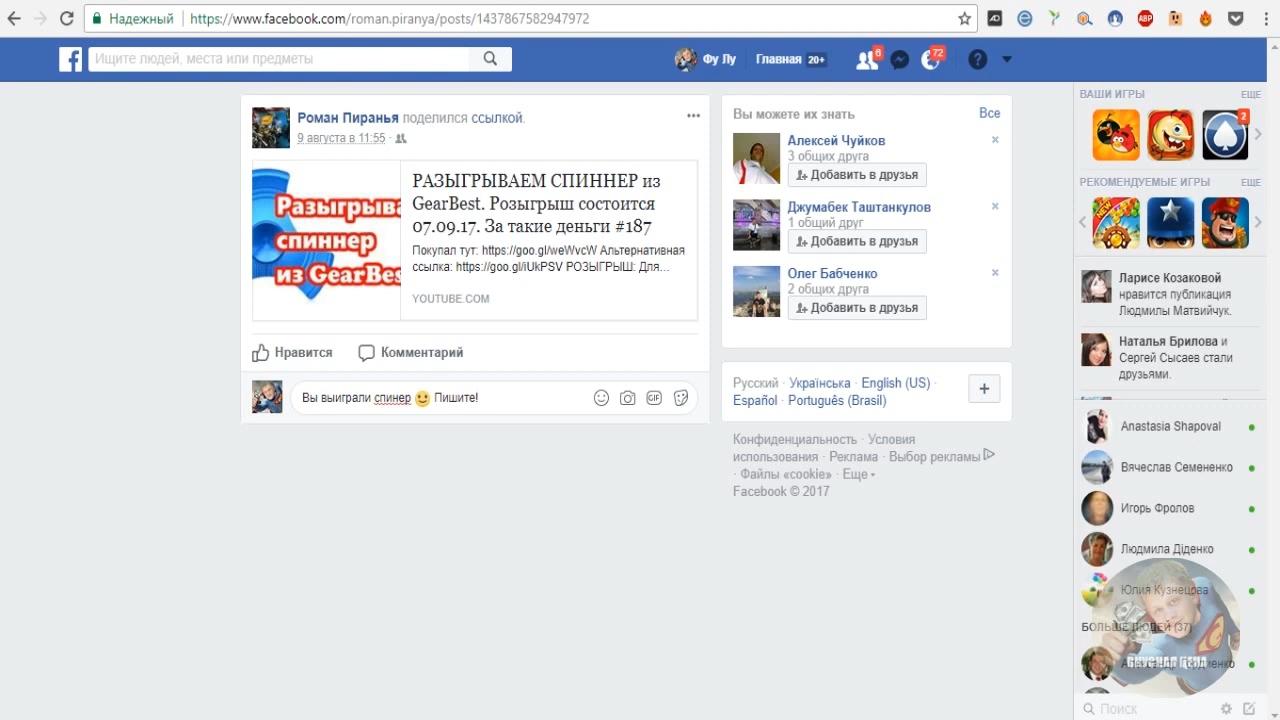 Надежный https://www.facebook.com/roman.piranya/posts/1437867582947972
Ищите людей, места или предметы
Фу Лу Главная 20+ 6 72
Роман Пиранья поделился ссылкой.
9 августа в 11:55 ·
Разыгрыва
спиннер
из GearBes
РАЗЫГРЫВАЕМ СПИННЕР из
GearBest. Розыгрыш состоится
07.09.17. За такие деньги #187
Покупал тут: https://goo.gl/weWvcW Альтернативная
ссылка: https://goo.gl/iUkPSV РОЗЫГРЫШ: Для...
YOUTUBE.COM
Нравится Комментарий
Вы выиграли спинер Пишите!
GIF
Вы можете их знать Все
Алексей Чуйков
3 общих друга
Добавить в друзья
Джумабек Таштанкулов
1 общий друг
Добавить в друзья
Олег Бабченко
2 общих друга
Добавить в друзья
Русский · Українська · English (US) ·
Español · Português (Brasil)
Конфиденциальность · Условия
использования · Реклама · Выбор рекламы
· Файлы «cookie» · Еще
Facebook © 2017
ВАШИ ИГРЫ ЕЩЕ
2
РЕКОМЕНДУЕМЫЕ ИГРЫ ЕЩЕ
NEW
Ларисе Козаковой
нравится публикация
Людмилы Матвийчук.
Наталья Брилова и
Сергей Сысаев стали
друзьями.
Anastasia Shapoval
Вячеслав Семененко
Игорь Фролов
Людмила Діденко
Юлия Кузнецова
БОЛЬШЕ ЛЮДЕЙ (37)
Поиск
ABP